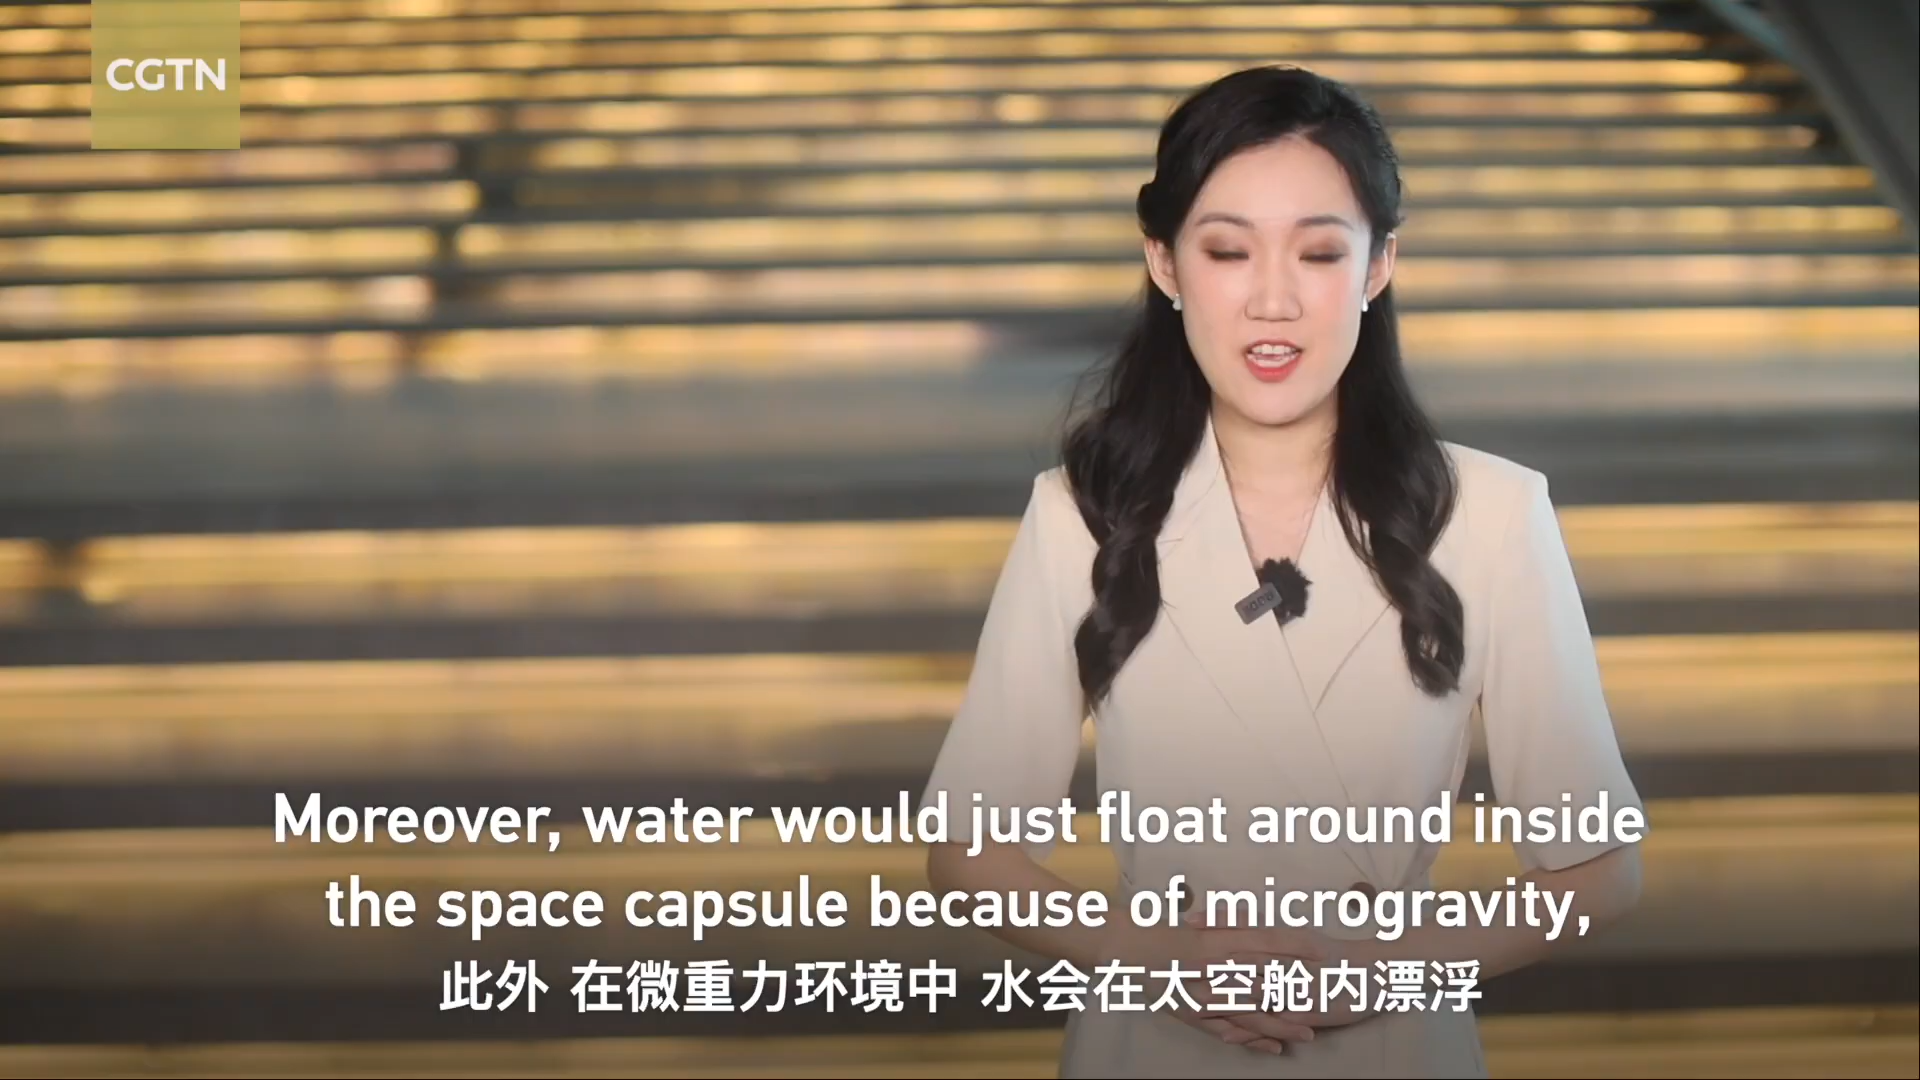 CGTN
Moreover, water would just float around inside
the space capsule because of microgravity,
此外 在微重力环境中 水会在太空舱内漂浮